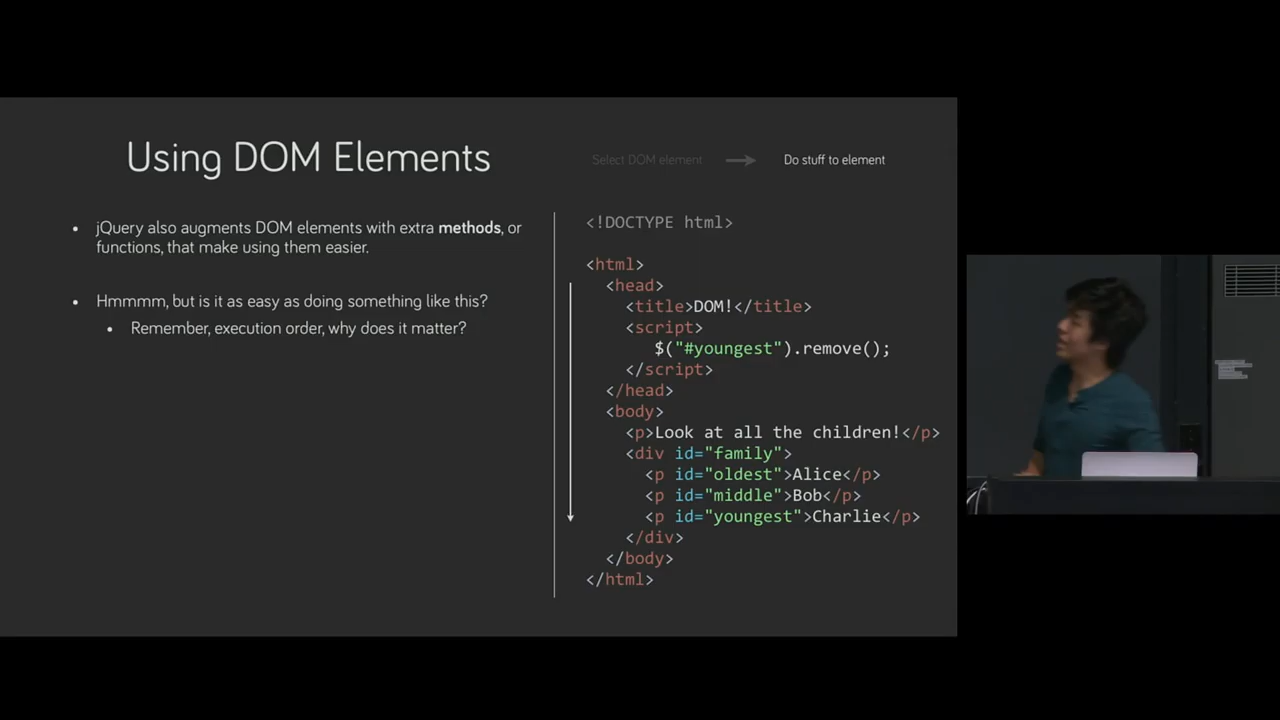 Using DOM Elements
Select DOM element
Do stuff to element
• jQuery also augments DOM elements with extra methods, or
functions, that make using them easier.
• Hmmmm, but is it as easy as doing something like this?
• Remember, execution order, why does it matter?
<!DOCTYPE html>
<html>
<head>
<title>DOM!</title>
<script>
$("#youngest").remove();
</script>
</head>
<body>
<p>Look at all the children!</p>
<div id="family">
<p id="oldest">Alice</p>
<p id="middle">Bob</p>
<p id="youngest">Charlie</p>
</div>
</body>
</html>